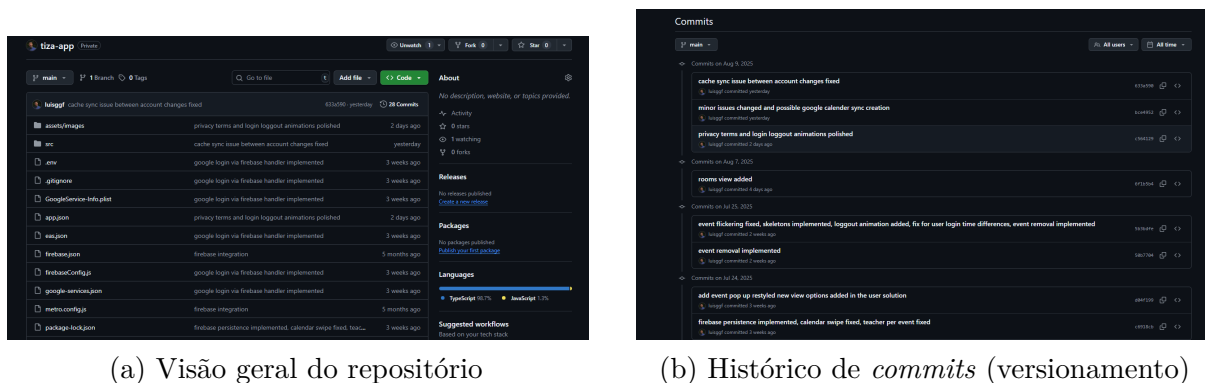 tiza-app Private
Unwatch 1 Fork 0 Star 0
main 1 Branch 0 Tags Go to file t Add file Code
luisggf cache sync issue between account changes fixed 833a590 · yesterday 28 Commits
assets/images privacy terms and login loggout animations polished 2 days ago
src cache sync issue between account changes fixed yesterday
.env google login via firebase handler implemented 3 weeks ago
.gitignore google login via firebase handler implemented 3 weeks ago
GoogleService-Info.plist google login via firebase handler implemented 3 weeks ago
app.json privacy terms and login loggout animations polished 2 days ago
eas.json google login via firebase handler implemented 3 weeks ago
firebase.json firebase integration 5 months ago
firebaseConfig.js google login via firebase handler implemented 3 weeks ago
google-services.json google login via firebase handler implemented 3 weeks ago
metro.config.js firebase integration 5 months ago
package-lock.json firebase persistence implemented, calendar swipe fixed, teac... 3 weeks ago
About
No description, website, or topics provided.
Activity
0 stars
1 watching
0 forks
Releases
No releases published
Create a new release
Packages
No packages published
Publish your first package
Languages
TypeScript 98.7% JavaScript 1.3%
Suggested workflows
Based on your tech stack
(a) Visão geral do repositório
Commits
main All users All time
Commits on Aug 9, 2025
cache sync issue between account changes fixed
luisggf committed yesterday
minor issues changed and possible google calender sync creation
luisggf committed yesterday
privacy terms and login loggout animations polished
luisggf committed 2 days ago
Commits on Aug 7, 2025
rooms view added
luisggf committed 4 days ago
Commits on Jul 25, 2025
event flickering fixed, skeletons implemented, loggout animation added, fix for user login time differences, event removal implemented
luisggf committed 2 weeks ago
event removal implemented
luisggf committed 2 weeks ago
Commits on Jul 24, 2025
add event pop up restyled new view options added in the user solution
luisggf committed 3 weeks ago
firebase persistence implemented, calendar swipe fixed, teacher per event fixed
luisggf committed 3 weeks ago
(b) Histórico de commits (versionamento)